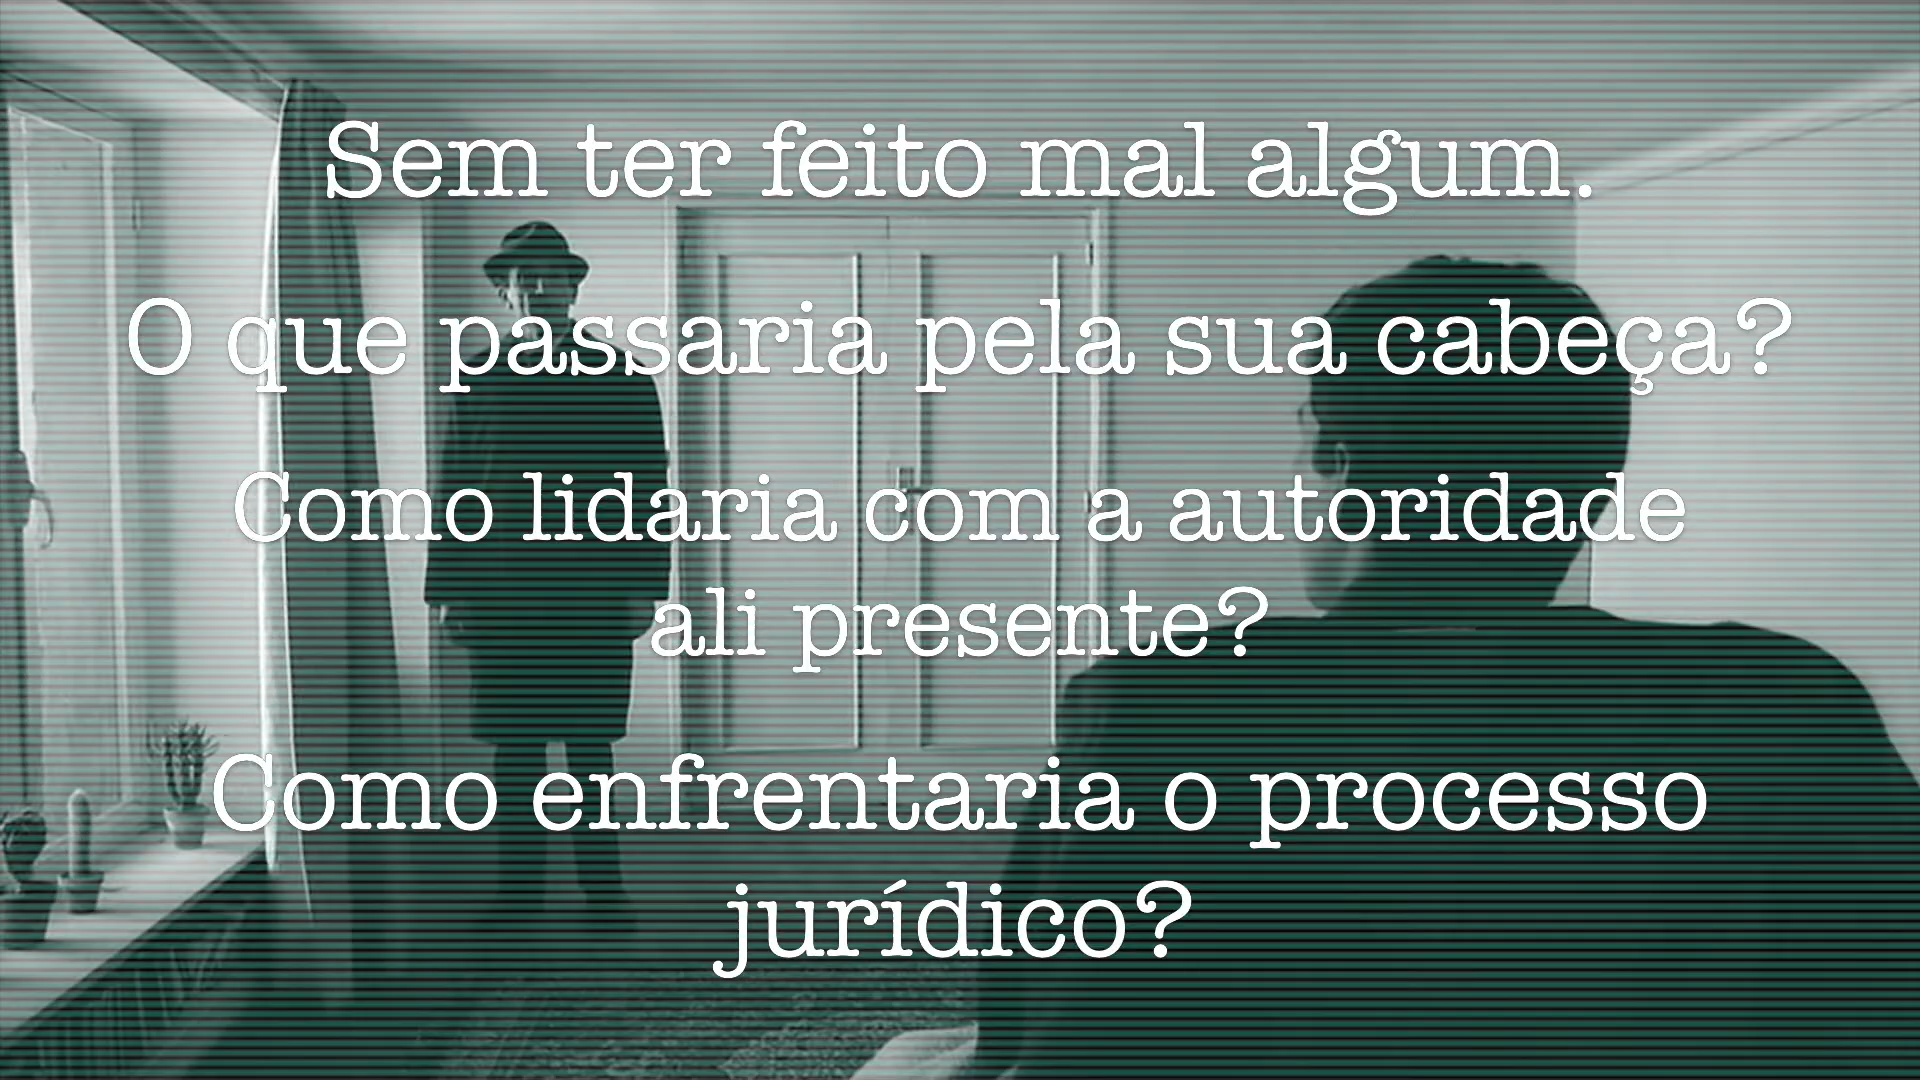 Sem ter feito mal algum.
O que passaria pela sua cabeça?
Como lidaria com a autoridade
ali presente?
Como enfrentaria o processo
jurídico?